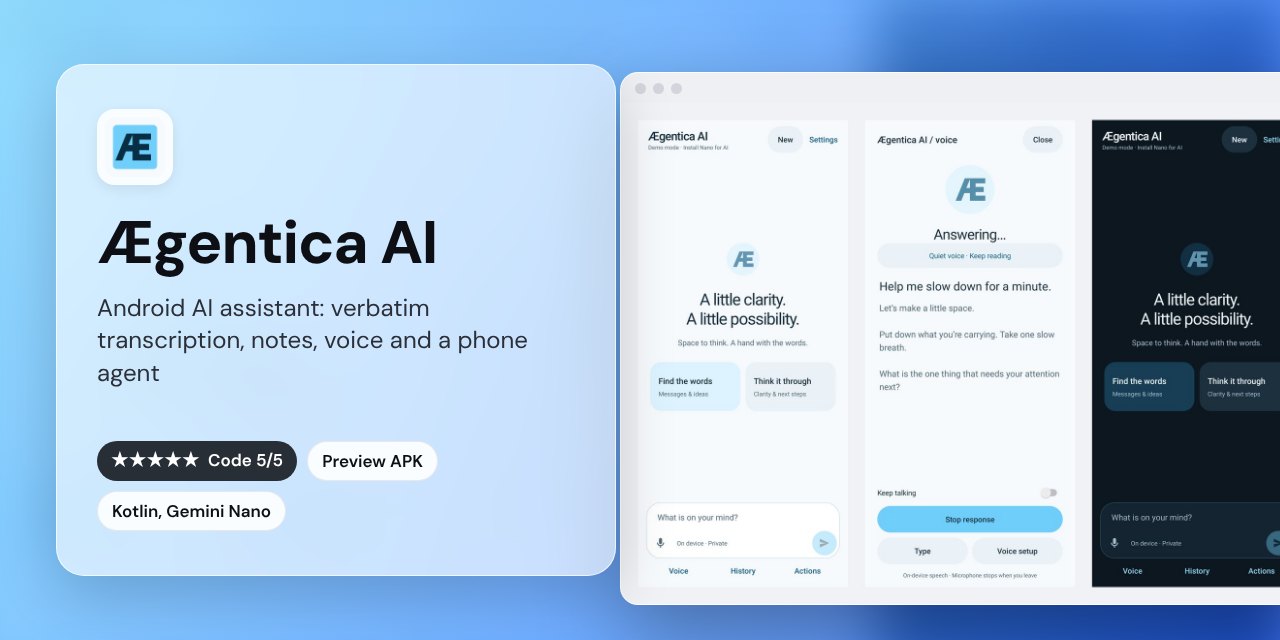 Æ
Ægentica AI
Android AI assistant: verbatim
transcription, notes, voice and a phone
agent
★★★★★ Code 5/5
Preview APK
Kotlin, Gemini Nano
Ægentica AI
Demo mode · Install Nano for AI
New
Settings
Æ
A little clarity.
A little possibility.
Space to think. A hand with the words.
Find the words
Messages & ideas
Think it through
Clarity & next steps
What is on your mind?
On device · Private
Voice
History
Actions
Ægentica AI / voice
Close
Æ
Answering...
Quiet voice · Keep reading
Help me slow down for a minute.
Let's make a little space.
Put down what you're carrying. Take one slow
breath.
What is the one thing that needs your attention
next?
Keep talking
Stop response
Type
Voice setup
On-device speech · Microphone stops when you leave
Ægentica AI
Demo mode · Install Nano for AI
New
Setti
Æ
A little clarity.
A little possibility.
Space to think. A hand with the words.
Find the words
Messages & ideas
Think it through
Clarity & next steps
What is on your mind?
On device · Private
Voice
History
Actions